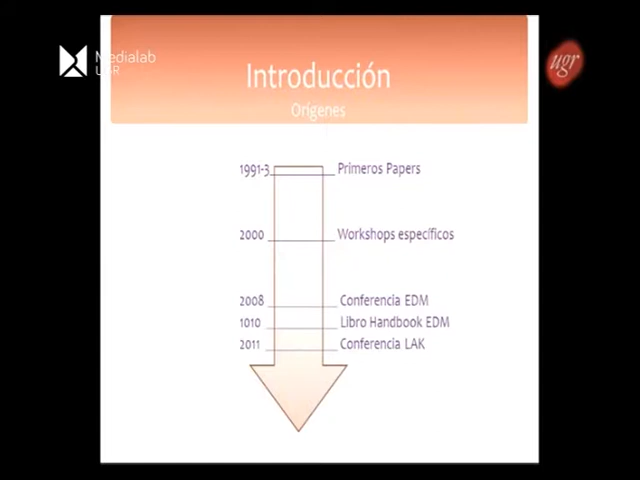 Medialab
UGR
ugr
Introducción
Orígenes
1991-3 Primeros Papers
2000 Workshops específicos
2008 Conferencia EDM
1010 Libro Handbook EDM
2011 Conferencia LAK